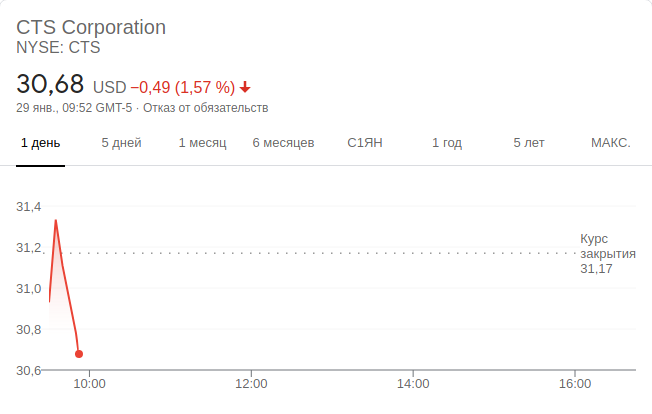 CTS Corporation
NYSE: CTS
30,68 USD −0,49 (1,57 %)
29 янв., 09:52 GMT-5 · Отказ от обязательств
1 день 5 дней 1 месяц 6 месяцев С1ЯН 1 год 5 лет МАКС.
31,4
31,2
31,0
30,8
30,6
Курс
закрытия
31,17
10:00 12:00 14:00 16:00